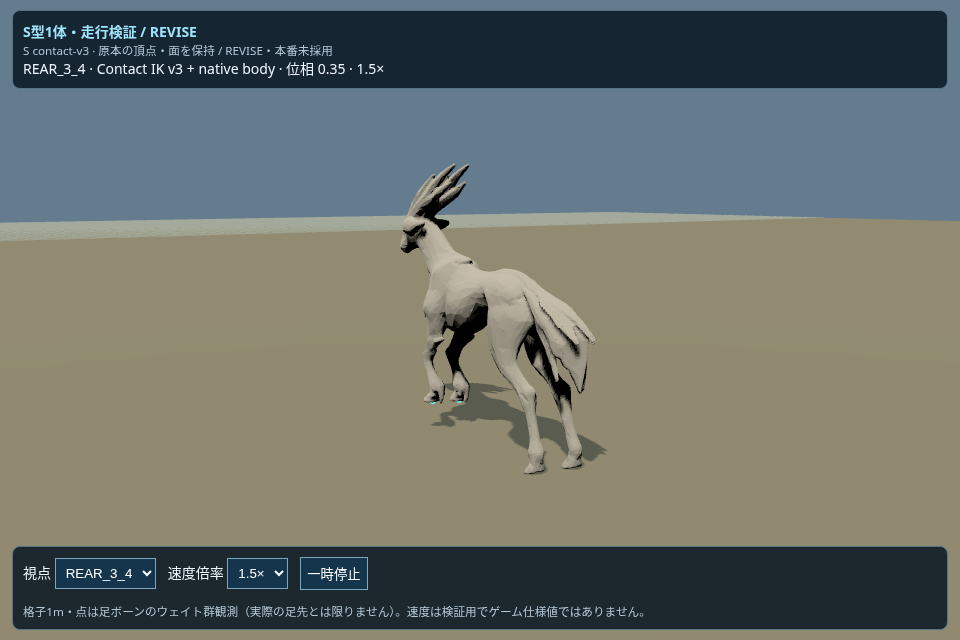 S型1体・走行検証 / REVISE
S contact-v3 · 原本の頂点・面を保持 / REVISE・本番未採用
REAR_3_4 · Contact IK v3 + native body · 位相 0.35 · 1.5×
視点 REAR_3_4 速度倍率 1.5× 一時停止
格子1m・点は足ボーンのウェイト群観測（実際の足先とは限りません）。速度は検証用でゲーム仕様値ではありません。